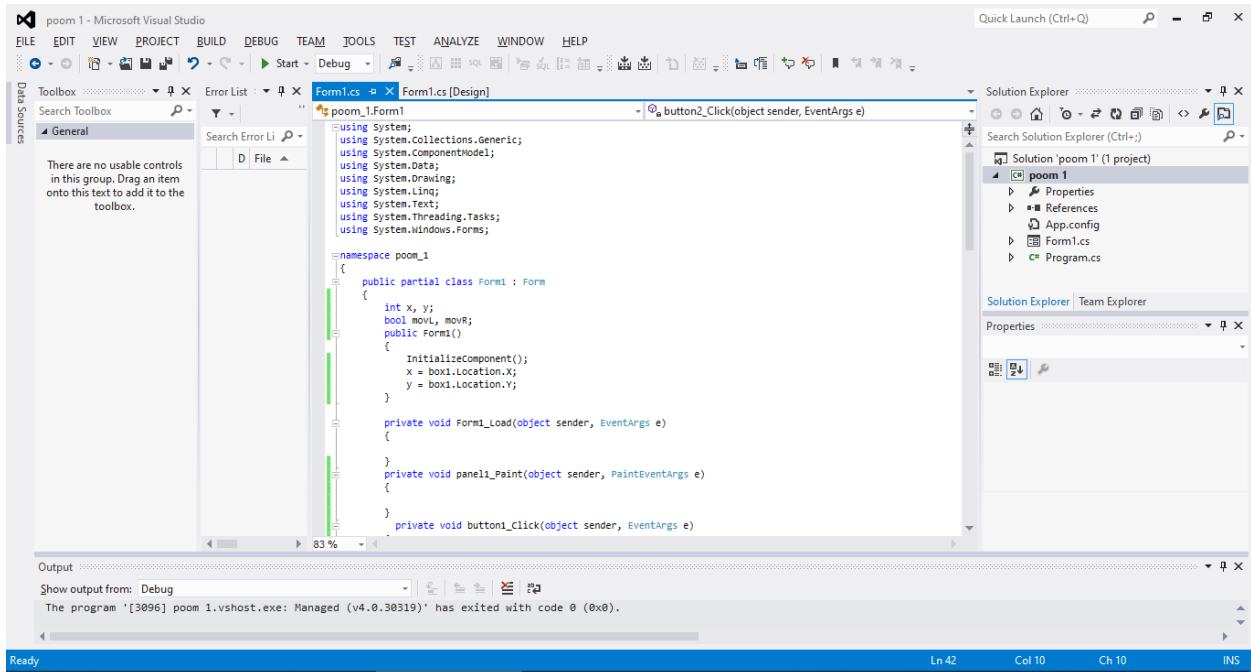 poom 1 - Microsoft Visual Studio
Quick Launch (Ctrl+Q)
FILE EDIT VIEW PROJECT BUILD DEBUG TEAM TOOLS TEST ANALYZE WINDOW HELP
Start Debug
Data Sources
Toolbox
Search Toolbox
General
There are no usable controls
in this group. Drag an item
onto this text to add it to the
toolbox.
Error List
Search Error Li
D File
Form1.cs Form1.cs [Design]
poom_1.Form1 button2_Click(object sender, EventArgs e)
using System;
using System.Collections.Generic;
using System.ComponentModel;
using System.Data;
using System.Drawing;
using System.Linq;
using System.Text;
using System.Threading.Tasks;
using System.Windows.Forms;
namespace poom_1
{
public partial class Form1 : Form
{
int x, y;
bool movL, movR;
public Form1()
{
InitializeComponent();
x = box1.Location.X;
y = box1.Location.Y;
}
private void Form1_Load(object sender, EventArgs e)
{
}
private void panel1_Paint(object sender, PaintEventArgs e)
{
}
private void button1_Click(object sender, EventArgs e)
83 %
Solution Explorer
Search Solution Explorer (Ctrl+;)
Solution 'poom 1' (1 project)
C# poom 1
Properties
References
App.config
Form1.cs
C# Program.cs
Solution Explorer Team Explorer
Properties
Output
Show output from: Debug
The program '[3096] poom 1.vshost.exe: Managed (v4.0.30319)' has exited with code 0 (0x0).
Ready Ln 42 Col 10 Ch 10 INS